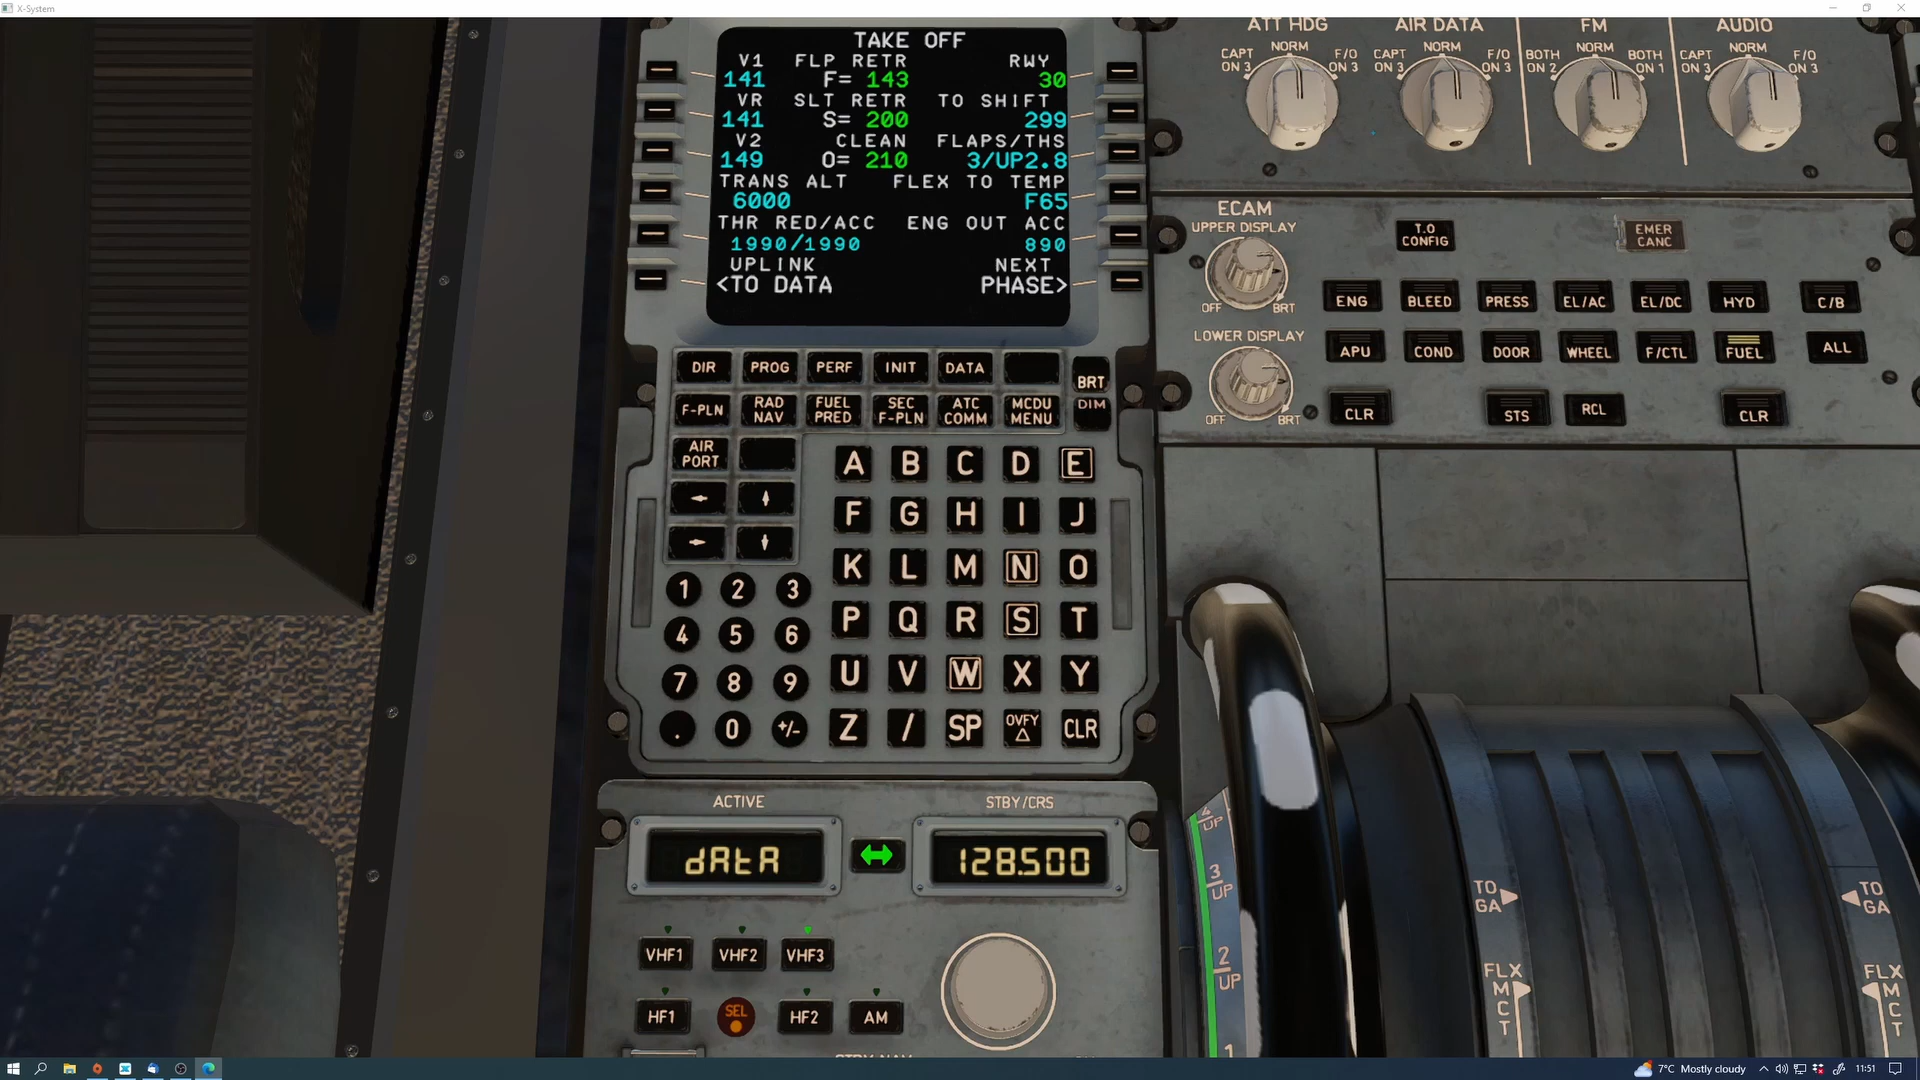 X-System
TAKE OFF
V1 FLP RETR RWY
141 F= 143 30
VR SLT RETR TO SHIFT
141 S= 200 299
V2 CLEAN FLAPS/THS
149 O= 210 3/UP2.8
TRANS ALT FLEX TO TEMP
6000 F65
THR RED/ACC ENG OUT ACC
1990/1990 890
UPLINK NEXT
<TO DATA PHASE>
DIR PROG PERF INIT DATA BRT
F-PLN RAD NAV FUEL PRED SEC F-PLN ATC COMM MCDU MENU DIM
AIR PORT
A B C D E
F G H I J
K L M N O
1 2 3
P Q R S T
4 5 6
U V W X Y
7 8 9
Z / SP OVFY △ CLR
. 0 +/-
ACTIVE STBY/CRS
dAtA 128.500
VHF1 VHF2 VHF3
HF1 SEL HF2 AM
ATT HDG AIR DATA FM AUDIO
NORM NORM NORM NORM
CAPT ON 3 F/O ON 3 CAPT ON 3 F/O ON 3 BOTH ON 2 BOTH ON 1 CAPT ON 3 F/O ON 3
ECAM
UPPER DISPLAY
OFF BRT
T.O CONFIG
EMER CANC
ENG BLEED PRESS EL/AC EL/DC HYD C/B
LOWER DISPLAY
OFF BRT
APU COND DOOR WHEEL F/CTL FUEL ALL
CLR STS RCL CLR
4 UP
3 UP
2 UP
1
TO GA
TO GA
FLX MCT
FLX MCT
7°C Mostly cloudy
11:51